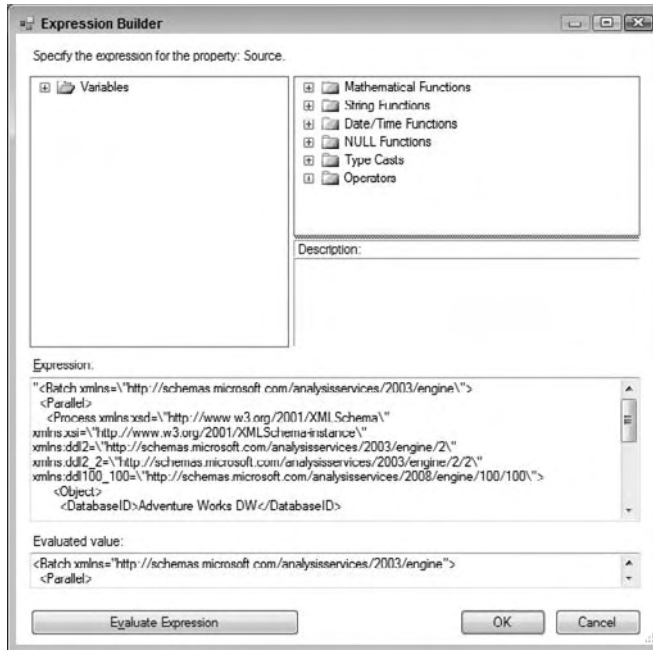 Expression Builder
Specify the expression for the property: Source.
Variables
Mathematical Functions
String Functions
Date/Time Functions
NULL Functions
Type Casts
Operators
Description:
Expression:
"<Batch xmlns=\"http://schemas.microsoft.com/analysisservices/2003/engine\">
<Parallel>
<Process xmlns:xsd=\"http://www.w3.org/2001/XMLSchema\"
xmlns:xsi=\"http://www.w3.org/2001/XMLSchema-instance\"
xmlns:ddl2=\"http://schemas.microsoft.com/analysisservices/2003/engine/2\"
xmlns:ddl2_2=\"http://schemas.microsoft.com/analysisservices/2003/engine/2/2\"
xmlns:ddl100_100=\"http://schemas.microsoft.com/analysisservices/2008/engine/100/100\">
<Object>
<DatabaseID>Adventure Works DW</DatabaseID>
Evaluated value:
<Batch xmlns="http://schemas.microsoft.com/analysisservices/2003/engine">
<Parallel>
Evaluate Expression
OK
Cancel